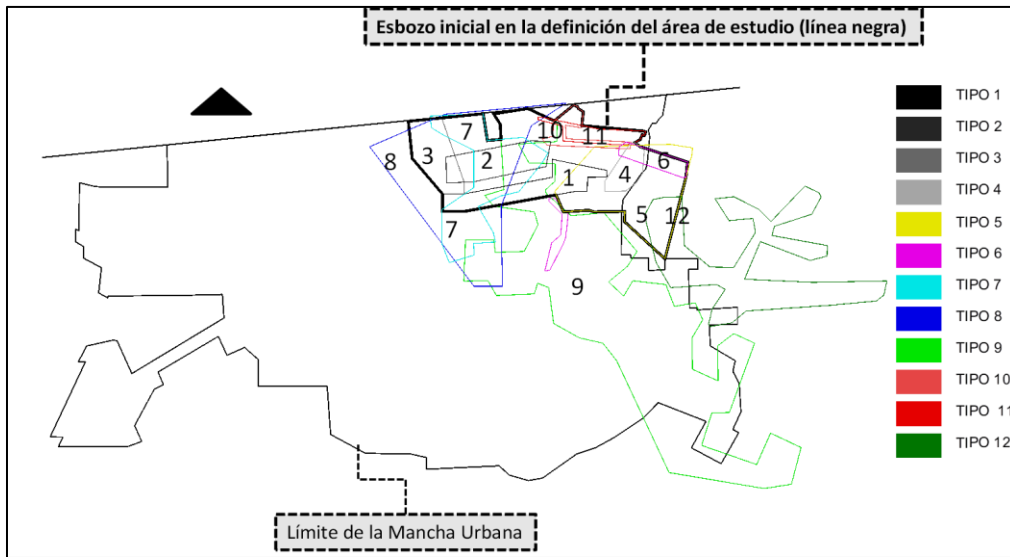 Esbozo inicial en la definición del área de estudio (línea negra)
7
10
11
8
3
2
4
6
1
5
12
7
9
TIPO 1
TIPO 2
TIPO 3
TIPO 4
TIPO 5
TIPO 6
TIPO 7
TIPO 8
TIPO 9
TIPO 10
TIPO 11
TIPO 12
Límite de la Mancha Urbana